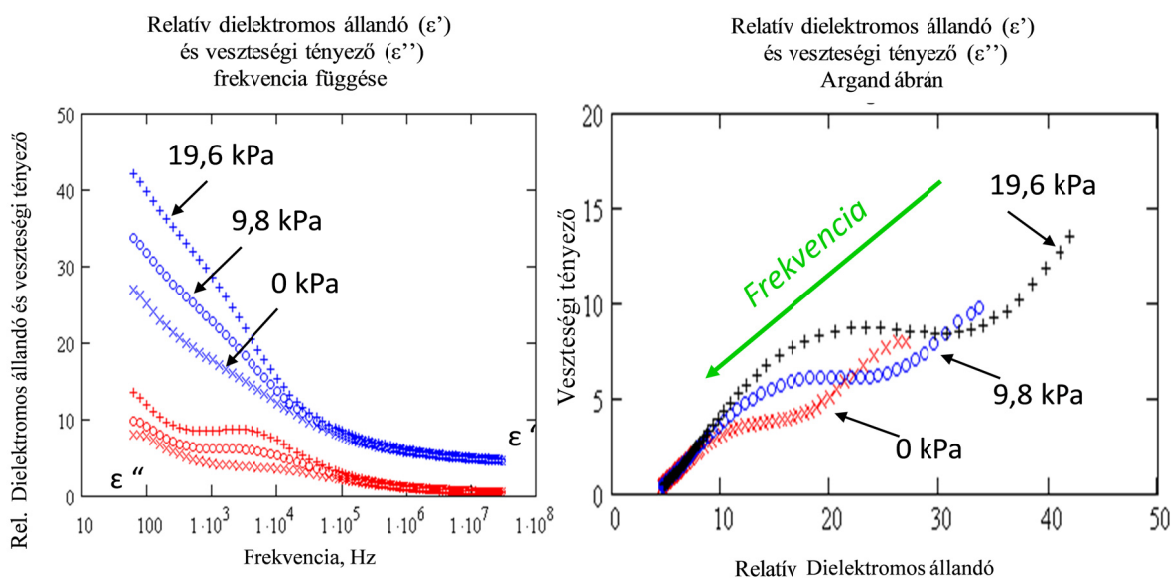 Relatív dielektromos állandó (ε’)
és veszteségi tényező (ε’’)
frekvencia függése
Rel. Dielektromos állandó és veszteségi tényező
50
40
30
20
10
0
19,6 kPa
9,8 kPa
0 kPa
ε “
ε ‘
10
100
1·10³
1·10⁴
1·10⁵
1·10⁶
1·10⁷
1·10⁸
Frekvencia, Hz
Relatív dielektromos állandó (ε’)
és veszteségi tényező (ε’’)
Argand ábrán
Veszteségi tényező
20
15
10
5
0
Frekvencia
19,6 kPa
9,8 kPa
0 kPa
0
10
20
30
40
50
Relatív Dielektromos állandó